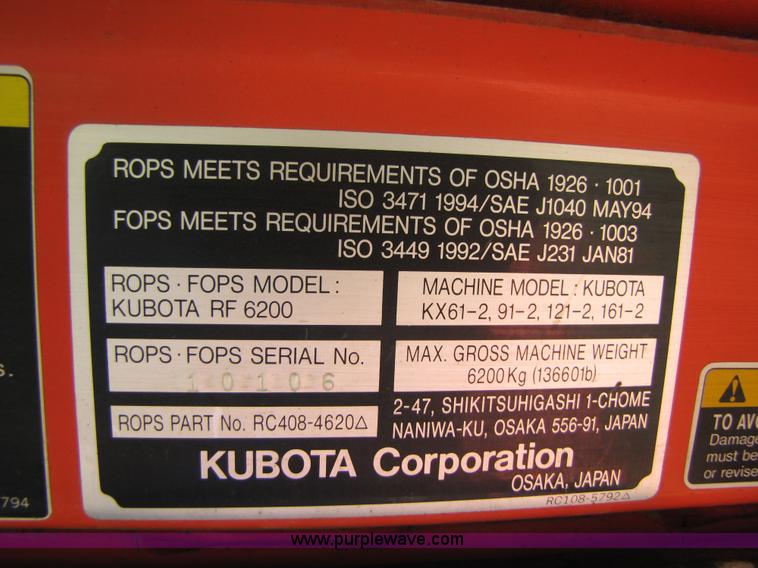 ROPS MEETS REQUIREMENTS OF OSHA 1926 · 1001
ISO 3471 1994/SAE J1040 MAY94
FOPS MEETS REQUIREMENTS OF OSHA 1926 · 1003
ISO 3449 1992/SAE J231 JAN81
ROPS · FOPS MODEL :
KUBOTA RF 6200
MACHINE MODEL : KUBOTA
KX61-2, 91-2, 121-2, 161-2
ROPS · FOPS SERIAL No.
10106
MAX. GROSS MACHINE WEIGHT
6200Kg (13660lb)
ROPS PART No. RC408-4620△
2-47, SHIKITSUHIGASHI 1-CHOME
NANIWA-KU, OSAKA 556-91, JAPAN
KUBOTA Corporation
OSAKA, JAPAN
RC108-5792△
S.
794
TO AVO
Damage
must be
or revise
www.purplewave.com